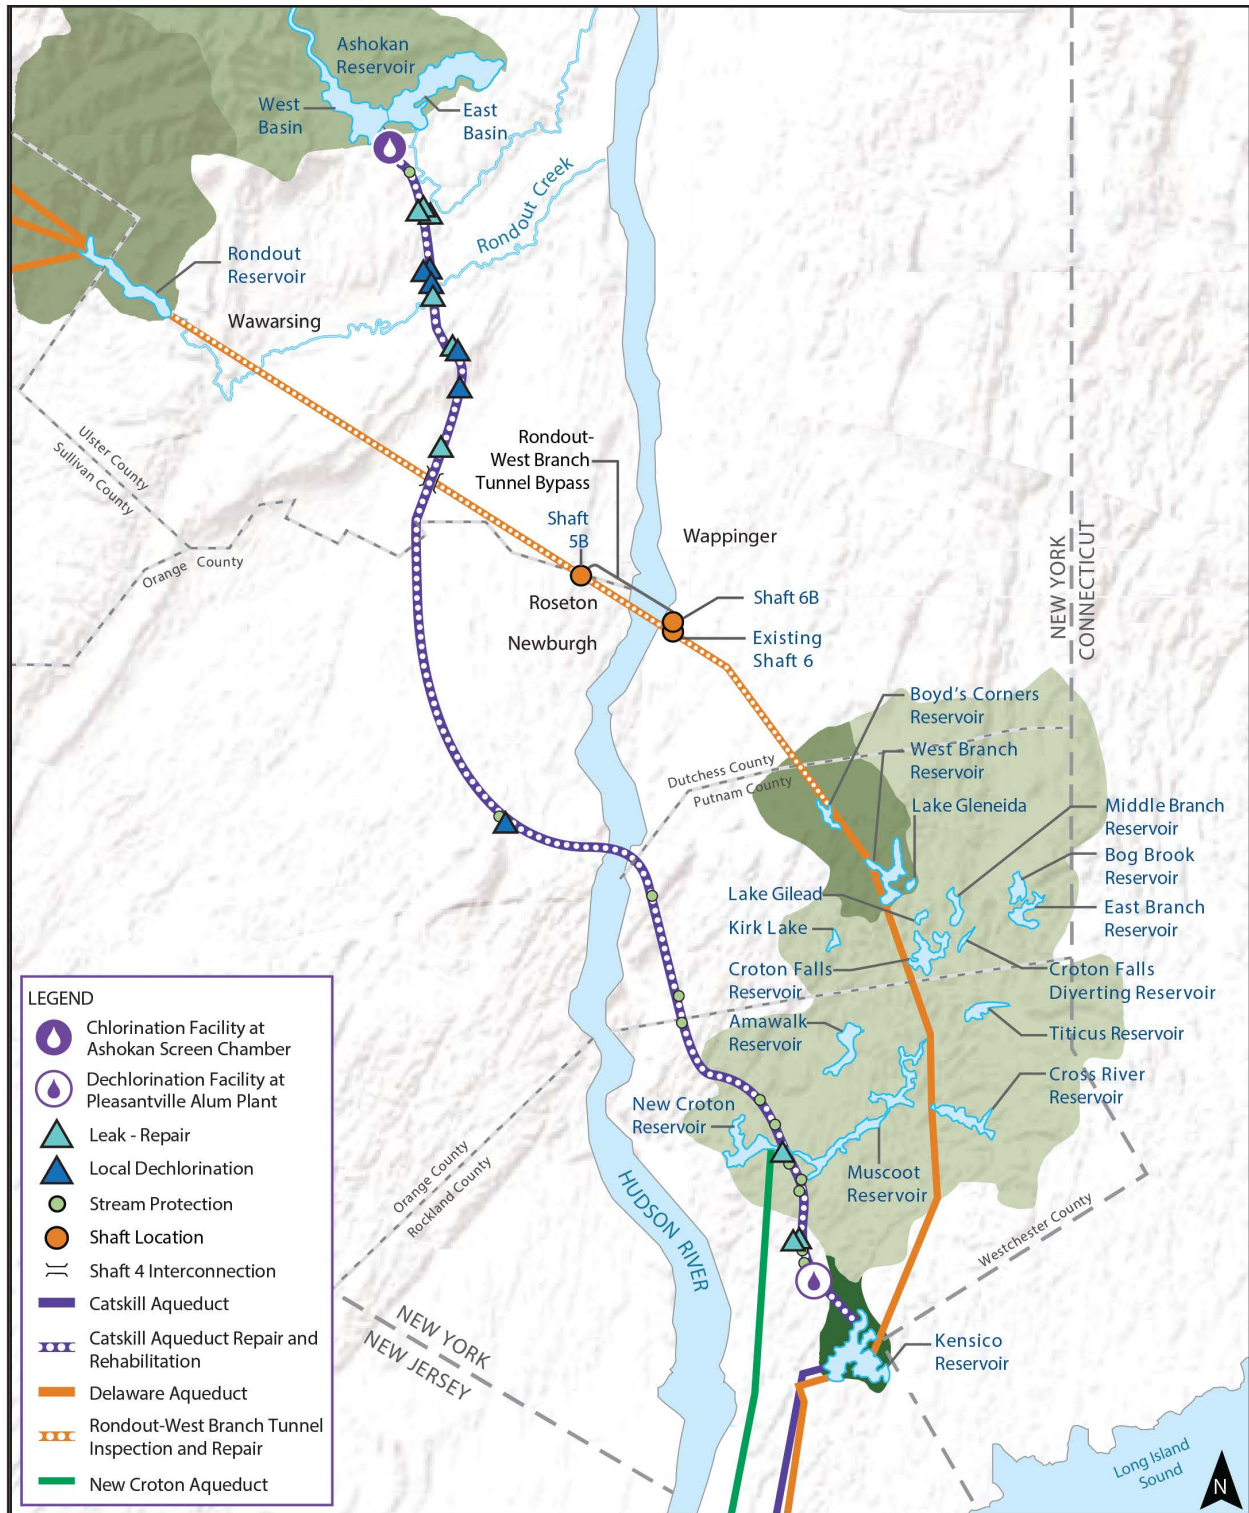 Ashokan
Reservoir
West
Basin
East
Basin
Rondout Creek
Rondout
Reservoir
Wawarsing
Ulster County
Sullivan County
Orange County
Rondout-
West Branch
Tunnel Bypass
Shaft
5B
Wappinger
Roseton
Newburgh
Shaft 6B
Existing
Shaft 6
NEW YORK
CONNECTICUT
Boyd's Corners
Reservoir
West Branch
Reservoir
Dutchess County
Putnam County
Lake Gleneida
Middle Branch
Reservoir
Bog Brook
Reservoir
Lake Gilead
East Branch
Reservoir
Kirk Lake
Croton Falls
Reservoir
Croton Falls
Diverting Reservoir
Amawalk
Reservoir
Titicus Reservoir
Cross River
Reservoir
New Croton
Reservoir
Muscoot
Reservoir
Orange County
Rockland County
HUDSON RIVER
Westchester County
NEW YORK
NEW JERSEY
Kensico
Reservoir
Long Island
Sound
N
LEGEND
Chlorination Facility at
Ashokan Screen Chamber
Dechlorination Facility at
Pleasantville Alum Plant
Leak - Repair
Local Dechlorination
Stream Protection
Shaft Location
Shaft 4 Interconnection
Catskill Aqueduct
Catskill Aqueduct Repair and
Rehabilitation
Delaware Aqueduct
Rondout-West Branch Tunnel
Inspection and Repair
New Croton Aqueduct